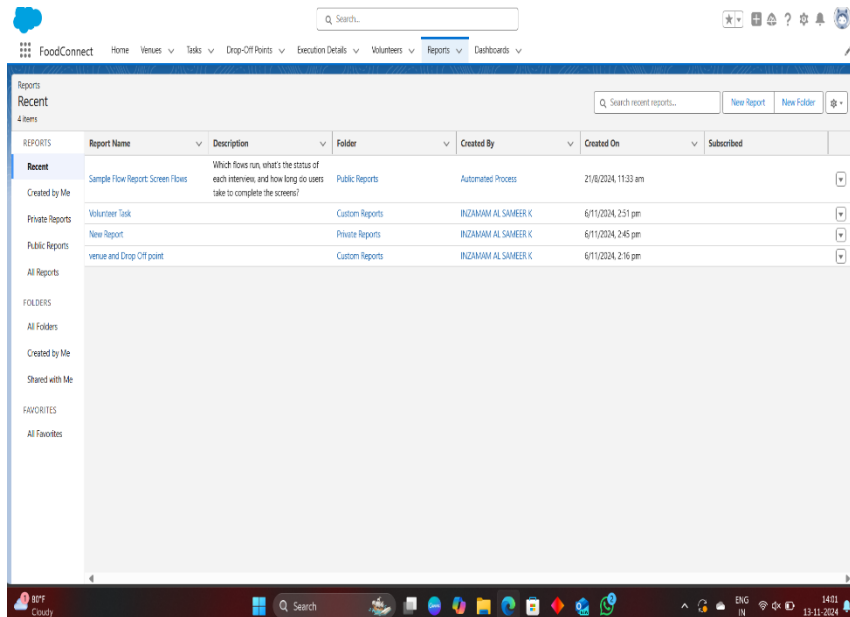 Search...
FoodConnect Home Venues Tasks Drop-Off Points Execution Details Volunteers Reports Dashboards
Reports
Recent
4 items
Search recent reports...
New Report
New Folder
REPORTS
Recent
Created by Me
Private Reports
Public Reports
All Reports
FOLDERS
All Folders
Created by Me
Shared with Me
FAVORITES
All Favorites
Report Name Description Folder Created By Created On Subscribed
Sample Flow Report: Screen Flows
Which flows run, what's the status of
each interview, and how long do users
take to complete the screens?
Public Reports Automated Process 21/8/2024, 11:33 am
Volunteer Task Custom Reports INZAMAM AL SAMEER K 6/11/2024, 2:51 pm
New Report Private Reports INZAMAM AL SAMEER K 6/11/2024, 2:45 pm
venue and Drop Off point Custom Reports INZAMAM AL SAMEER K 6/11/2024, 2:16 pm
1
80°F
Cloudy
Search
2
ENG
IN
14:01
13-11-2024